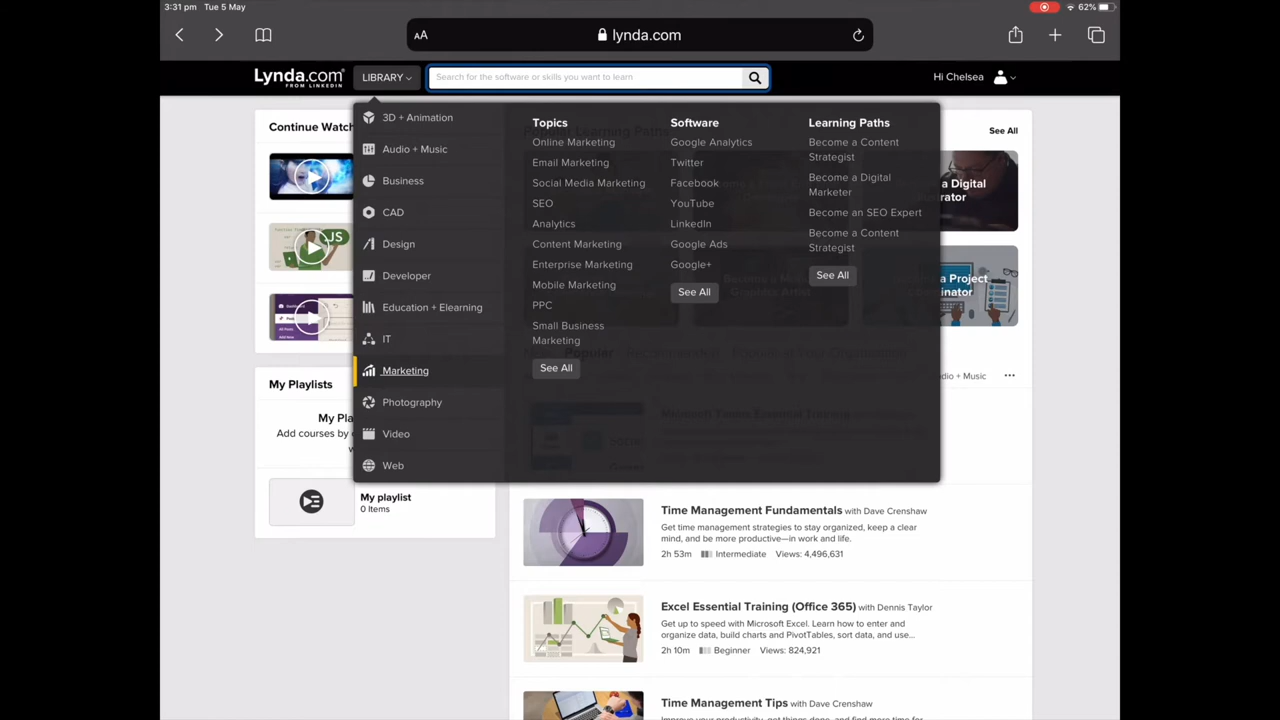 3:31 pm Tue 5 May
62%
AA
lynda.com
Lynda.com
FROM LINKEDIN
LIBRARY
Search for the software or skills you want to learn
Hi Chelsea
Continue Watch
3D + Animation
Audio + Music
Business
CAD
Design
Developer
Education + Elearning
IT
Marketing
Photography
Video
Web
Topics
Online Marketing
Email Marketing
Social Media Marketing
SEO
Analytics
Content Marketing
Enterprise Marketing
Mobile Marketing
PPC
Small Business
Marketing
See All
Software
Google Analytics
Twitter
Facebook
YouTube
LinkedIn
Google Ads
Google+
See All
Learning Paths
Become a Content
Strategist
Become a Digital
Marketer
Become an SEO Expert
Become a Content
Strategist
See All
See All
a Digital
a Project
JS
My Playlists
Add courses by
My playlist
0 Items
Popular
Music
Time Management Fundamentals with Dave Crenshaw
Get time management strategies to stay organized, keep a clear
mind, and be more productive—in work and life.
2h 53m Intermediate Views: 4,496,631
Excel Essential Training (Office 365) with Dennis Taylor
Get up to speed with Microsoft Excel. Learn how to enter and
organize data, build charts and PivotTables, sort data, and use...
2h 10m Beginner Views: 824,921
Time Management Tips with Dave Crenshaw